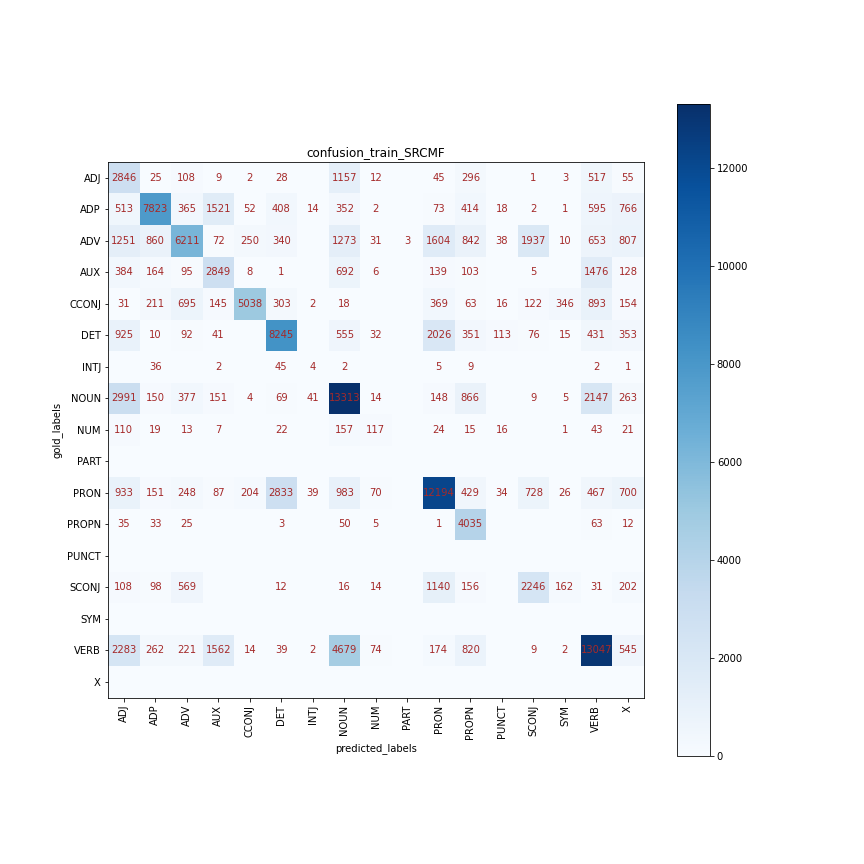 confusion_train_SRCMF
ADJ 2846 25 108 9 2 28 1157 12 45 296 1 3 517 55
ADP 513 7823 365 1521 52 408 14 352 2 73 414 18 2 1 595 766
ADV 1251 860 6211 72 250 340 1273 31 3 1604 842 38 1937 10 653 807
AUX 384 164 95 2849 8 1 692 6 139 103 5 1476 128
CCONJ 31 211 695 145 5038 303 2 18 369 63 16 122 346 893 154
DET 925 10 92 41 8245 555 32 2026 351 113 76 15 431 353
INTJ 36 2 45 4 2 5 9 2 1
NOUN 2991 150 377 151 4 69 41 13313 14 148 866 9 5 2147 263
NUM 110 19 13 7 22 157 117 24 15 16 1 43 21
PART
PRON 933 151 248 87 204 2833 39 983 70 12194 429 34 728 26 467 700
PROPN 35 33 25 3 50 5 1 4035 63 12
PUNCT
SCONJ 108 98 569 12 16 14 1140 156 2246 162 31 202
SYM
VERB 2283 262 221 1562 14 39 2 4679 74 174 820 9 2 13047 545
X
gold_labels
ADJ ADP ADV AUX CCONJ DET INTJ NOUN NUM PART PRON PROPN PUNCT SCONJ SYM VERB X
predicted_labels
12000
10000
8000
6000
4000
2000
0